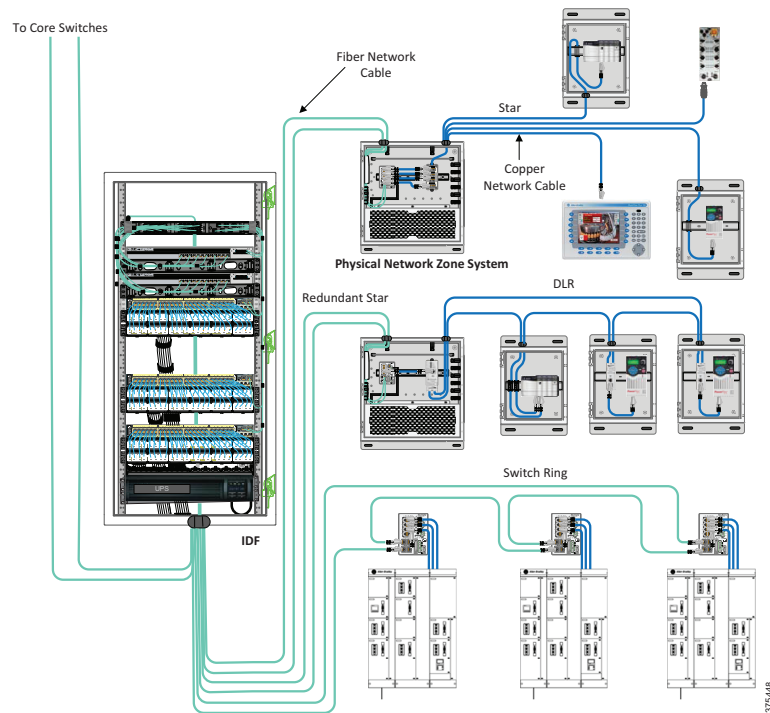 To Core Switches
Fiber Network
Cable
Star
Copper
Network Cable
Physical Network Zone System
Redundant Star
DLR
UPS
Switch Ring
IDF
375448